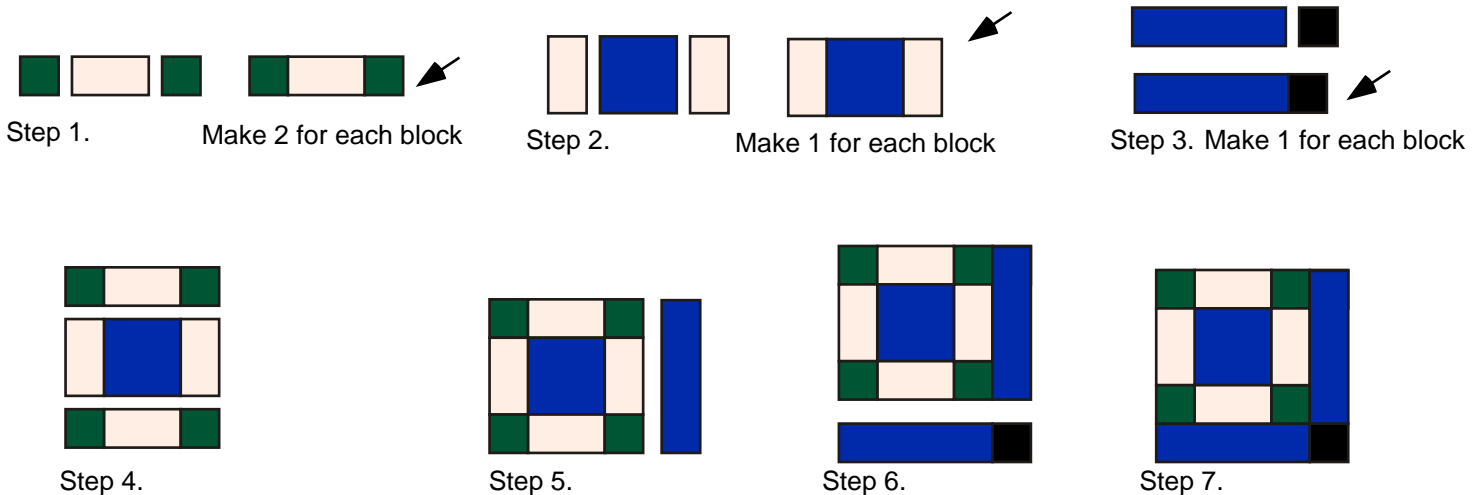 Step 1. Make 2 for each block
Step 2. Make 1 for each block
Step 3. Make 1 for each block
Step 4.
Step 5.
Step 6.
Step 7.